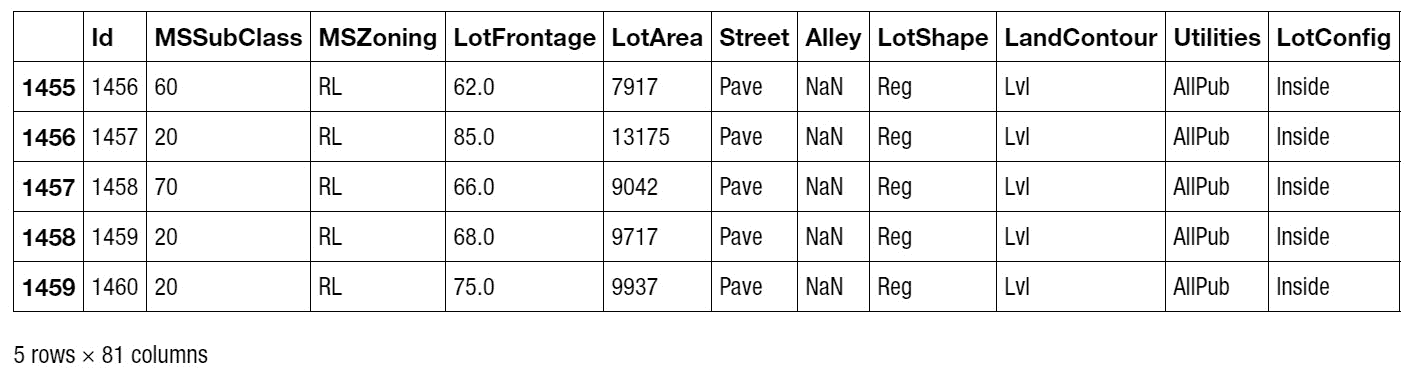 Id MSSubClass MSZoning LotFrontage LotArea Street Alley LotShape LandContour Utilities LotConfig
1455 1456 60 RL 62.0 7917 Pave NaN Reg Lvl AllPub Inside
1456 1457 20 RL 85.0 13175 Pave NaN Reg Lvl AllPub Inside
1457 1458 70 RL 66.0 9042 Pave NaN Reg Lvl AllPub Inside
1458 1459 20 RL 68.0 9717 Pave NaN Reg Lvl AllPub Inside
1459 1460 20 RL 75.0 9937 Pave NaN Reg Lvl AllPub Inside
5 rows × 81 columns